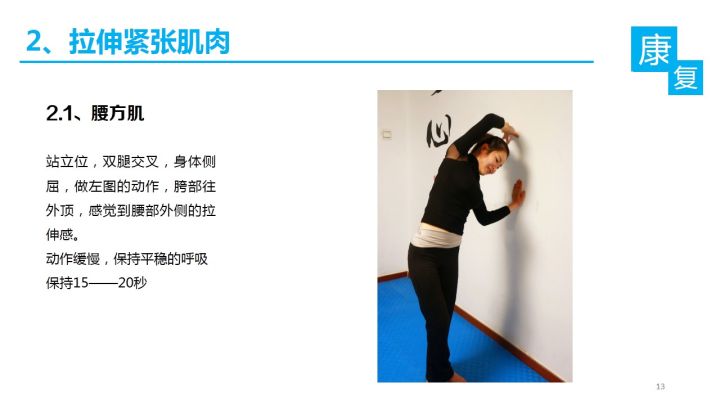 2、拉伸紧张肌肉
康
复
2.1、腰方肌
站立位，双腿交叉，身体侧
屈，做左图的动作，胯部往
外顶，感觉到腰部外侧的拉
伸感。
动作缓慢，保持平稳的呼吸
保持15——20秒
心
13